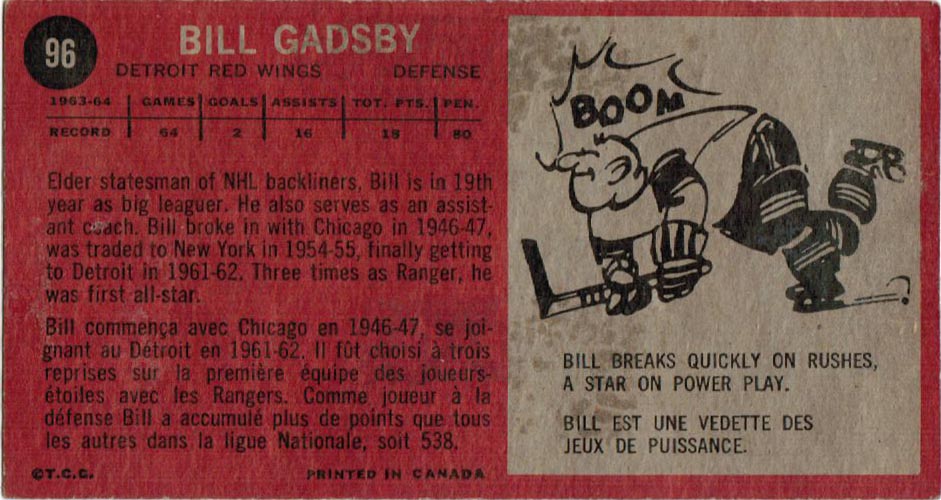 96
BILL GADSBY
DETROIT RED WINGS DEFENSE
1963-64 GAMES GOALS ASSISTS TOT. PTS. PEN.
RECORD 64 2 16 18 80
Elder statesman of NHL backliners, Bill is in 19th
year as big leaguer. He also serves as an assist-
ant coach. Bill broke in with Chicago in 1946-47,
was traded to New York in 1954-55, finally getting
to Detroit in 1961-62. Three times as Ranger, he
was first all-star.
Bill commença avec Chicago en 1946-47, se joi-
gnant au Détroit en 1961-62. Il fût choisi à trois
reprises sur la première équipe des joueurs-
étoiles avec les Rangers. Comme joueur à la
défense Bill a accumulé plus de points que tous
les autres dans la ligue Nationale, soit 538.
©T.C.G. PRINTED IN CANADA
BOOM
BILL BREAKS QUICKLY ON RUSHES,
A STAR ON POWER PLAY.
BILL EST UNE VEDETTE DES
JEUX DE PUISSANCE.